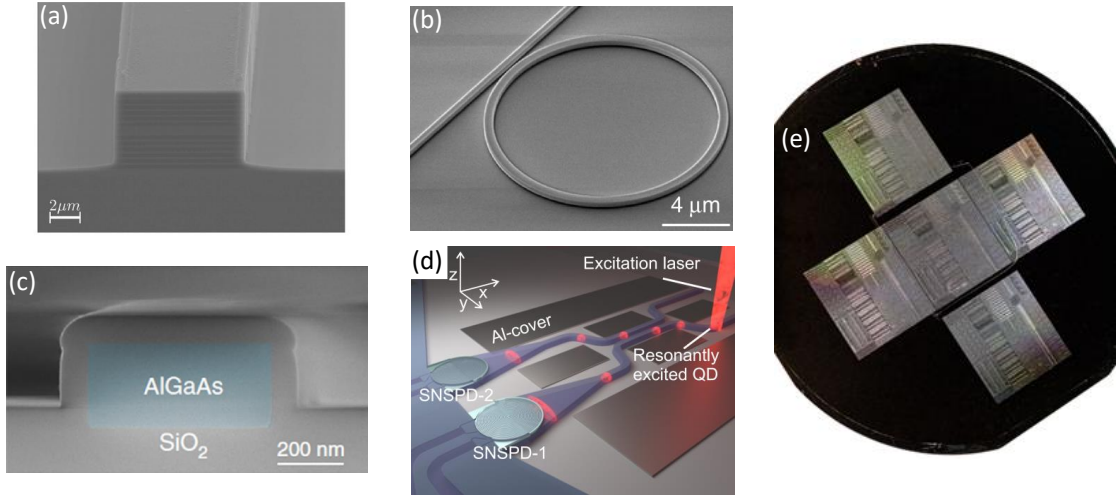 (a)
2μm
(b)
4 μm
(c)
AlGaAs
SiO2
200 nm
(d)
z
y
x
Excitation laser
Al-cover
Resonantly
excited QD
SNSPD-2
SNSPD-1
(e)